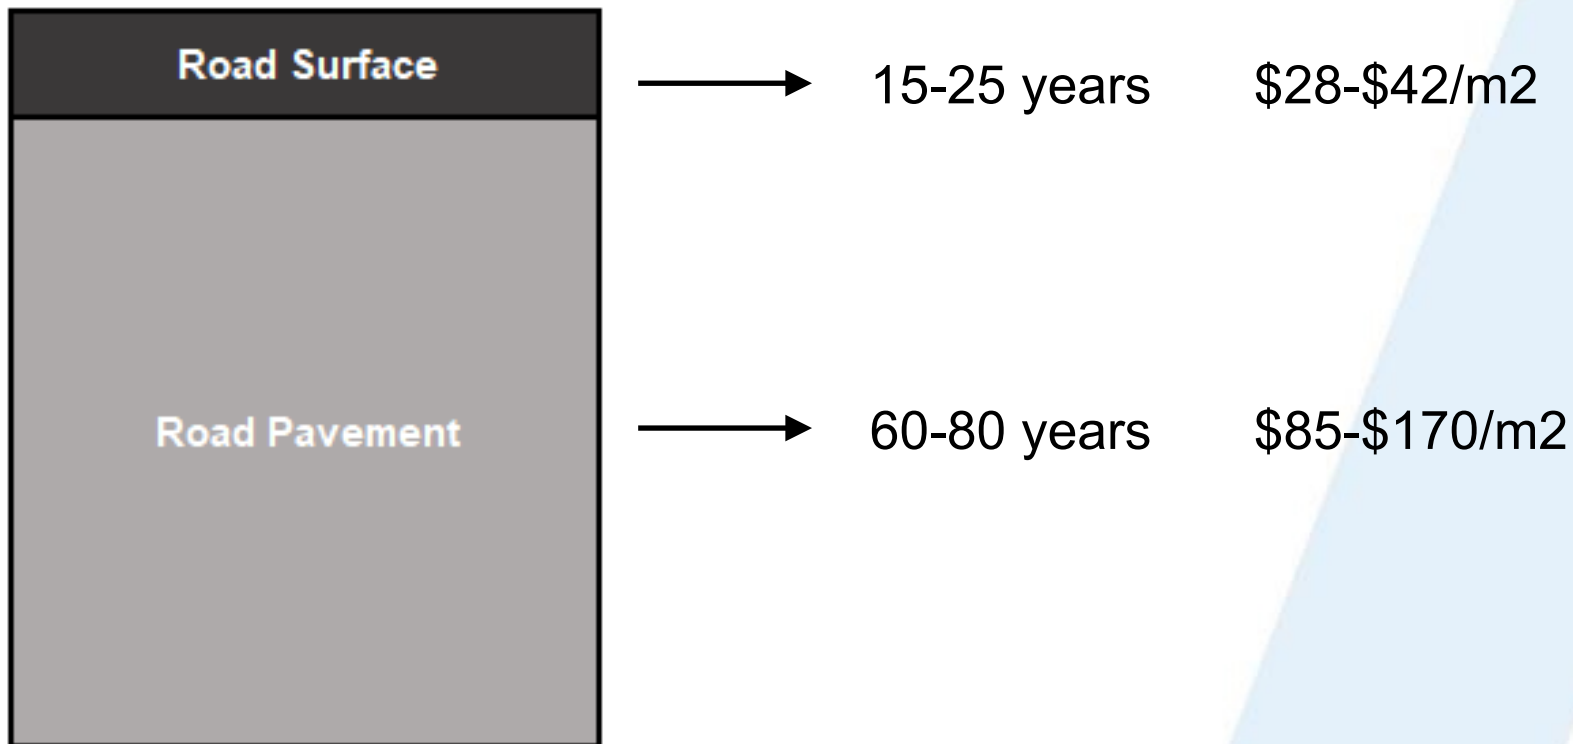 Road Surface
15-25 years $28-$42/m2
Road Pavement
60-80 years $85-$170/m2